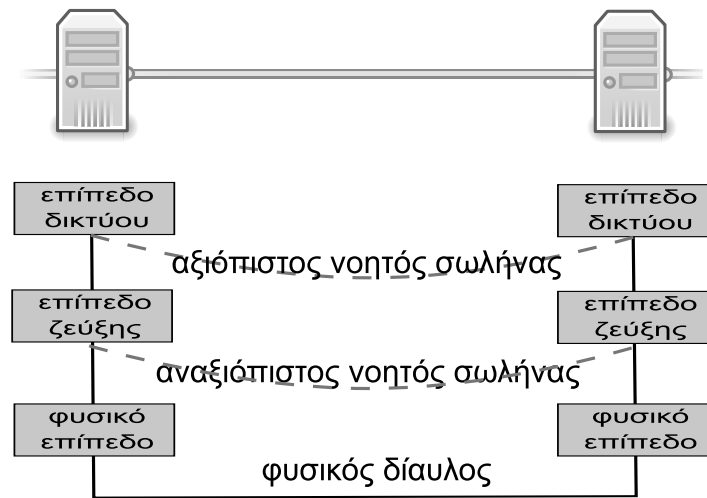 επίπεδο
δικτύου
επίπεδο
δικτύου
αξιόπιστος νοητός σωλήνας
επίπεδο
ζεύξης
επίπεδο
ζεύξης
αναξιόπιστος νοητός σωλήνας
φυσικό
επίπεδο
φυσικό
επίπεδο
φυσικός δίαυλος